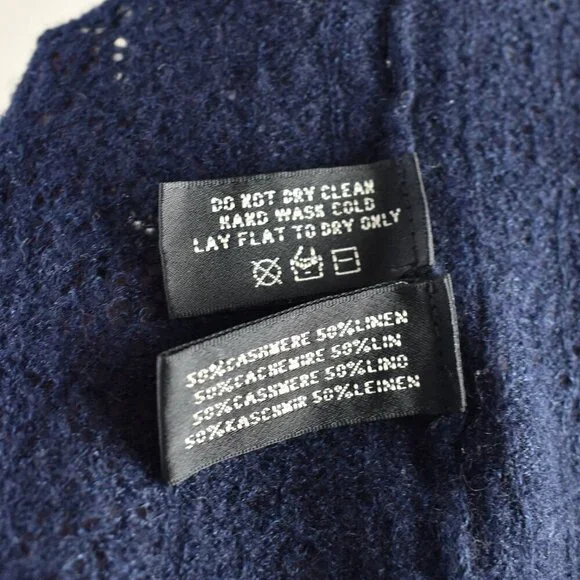 DO NOT DRY CLEAN
HAND WASH COLD
LAY FLAT TO DRY ONLY
50%CASHMERE 50%LINEN
50%CACHEMIRE 50%LIN
50%CASHMERE 50%LINO
50%KASCHMIR 50%LEINEN